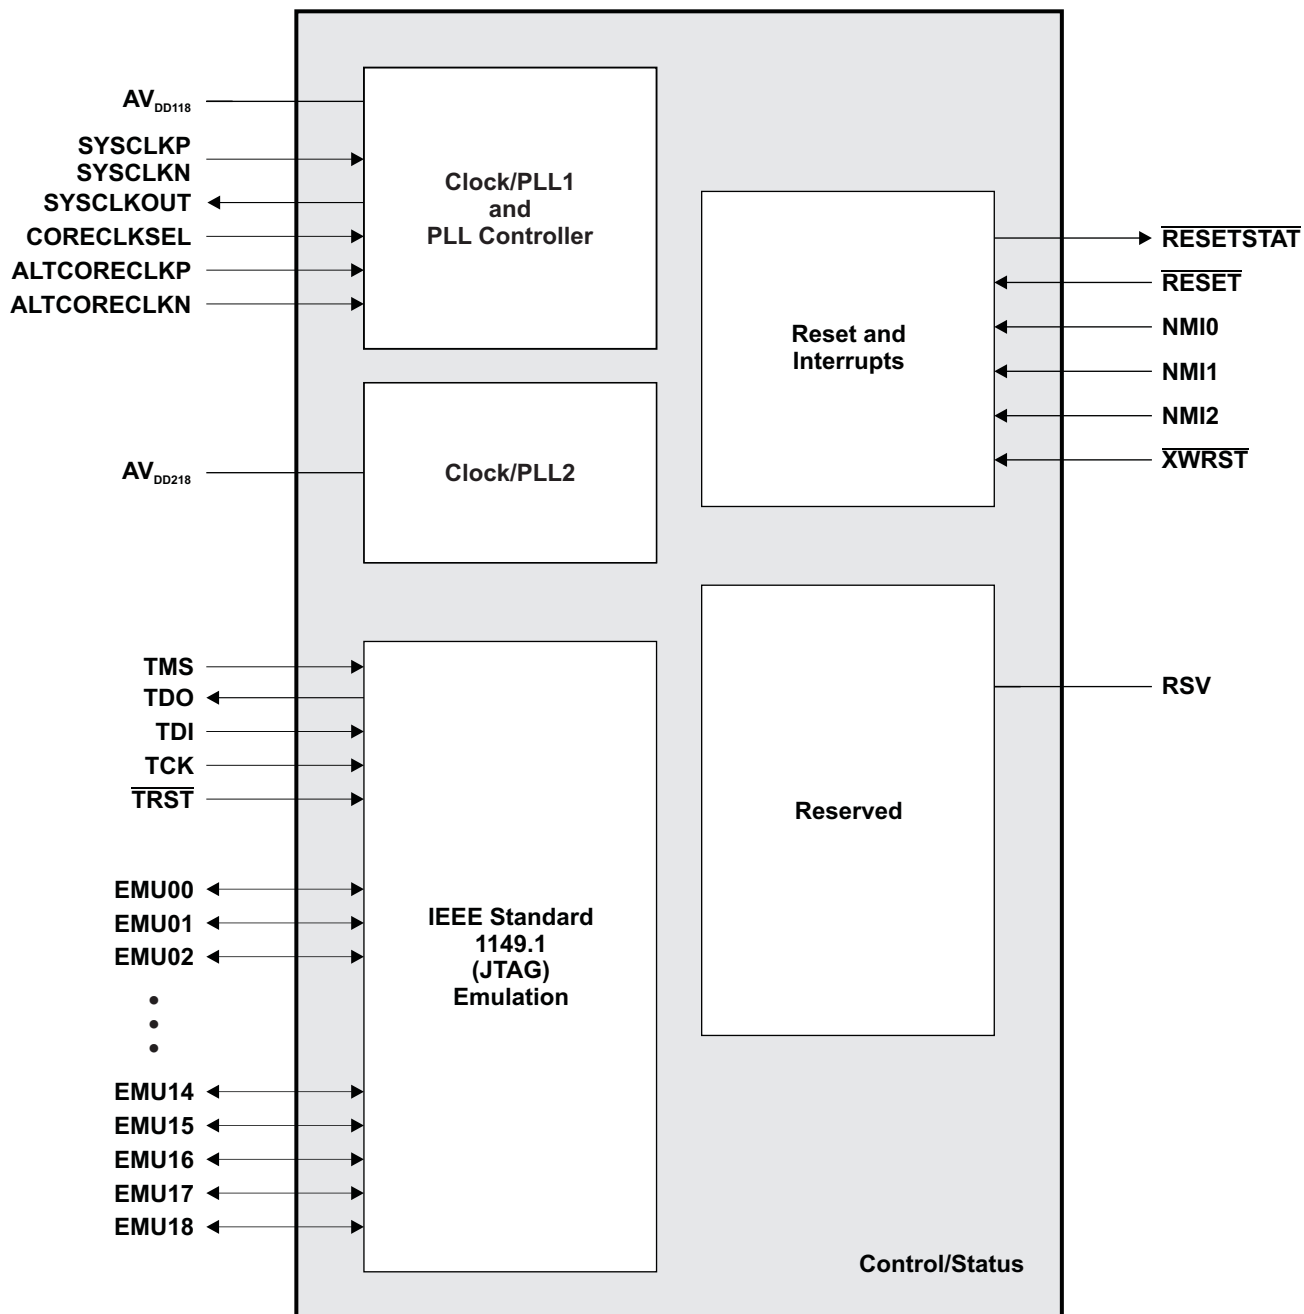 AVDD118
SYSCLKP
SYSCLKN
SYSCLKOUT
CORECLKSEL
ALTCORECLKP
ALTCORECLKN
Clock/PLL1
and
PLL Controller
AVDD218
Clock/PLL2
TMS
TDO
TDI
TCK
TRST
EMU00
EMU01
EMU02
EMU14
EMU15
EMU16
EMU17
EMU18
IEEE Standard
1149.1
(JTAG)
Emulation
Reset and
Interrupts
RESETSTAT
RESET
NMI0
NMI1
NMI2
XWRST
Reserved
RSV
Control/Status